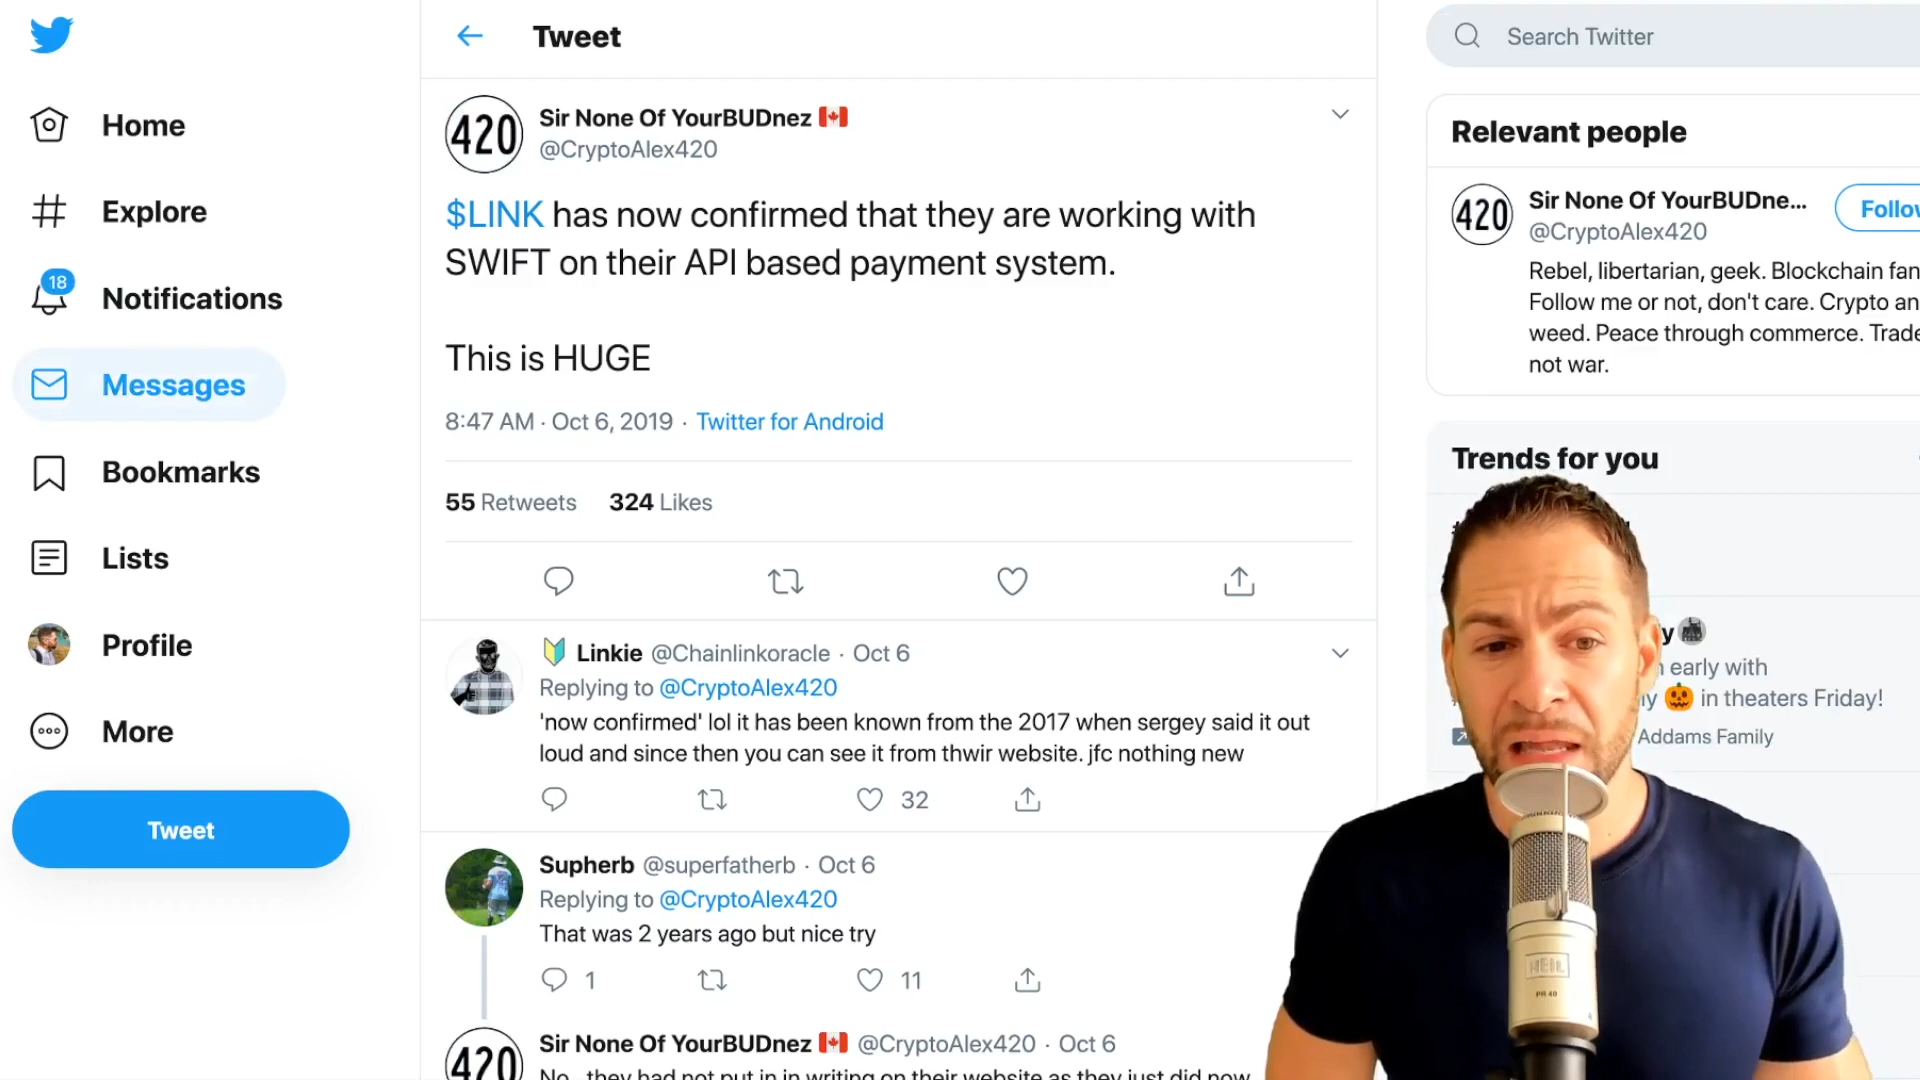 Tweet
Search Twitter
Home
Explore
18
Notifications
Messages
Bookmarks
Lists
Profile
More
Tweet
420
Sir None Of YourBUDnez 🇨🇦
@CryptoAlex420
$LINK has now confirmed that they are working with
SWIFT on their API based payment system.
This is HUGE
8:47 AM · Oct 6, 2019 · Twitter for Android
55 Retweets 324 Likes
🔰 Linkie @Chainlinkoracle · Oct 6
Replying to @CryptoAlex420
'now confirmed' lol it has been known from the 2017 when sergey said it out
loud and since then you can see it from thwir website. jfc nothing new
32
Supherb @superfatherb · Oct 6
Replying to @CryptoAlex420
That was 2 years ago but nice try
1 11
420
Sir None Of YourBUDnez 🇨🇦 @CryptoAlex420 · Oct 6
No.. they had not put in in writing on their website as they just did now
Relevant people
420
Sir None Of YourBUDne...
@CryptoAlex420
Follow
Rebel, libertarian, geek. Blockchain fan
Follow me or not, don't care. Crypto an
weed. Peace through commerce. Trade
not war.
Trends for you
y
early with
ly 🎃 in theaters Friday!
Addams Family
HEIL
PR 40